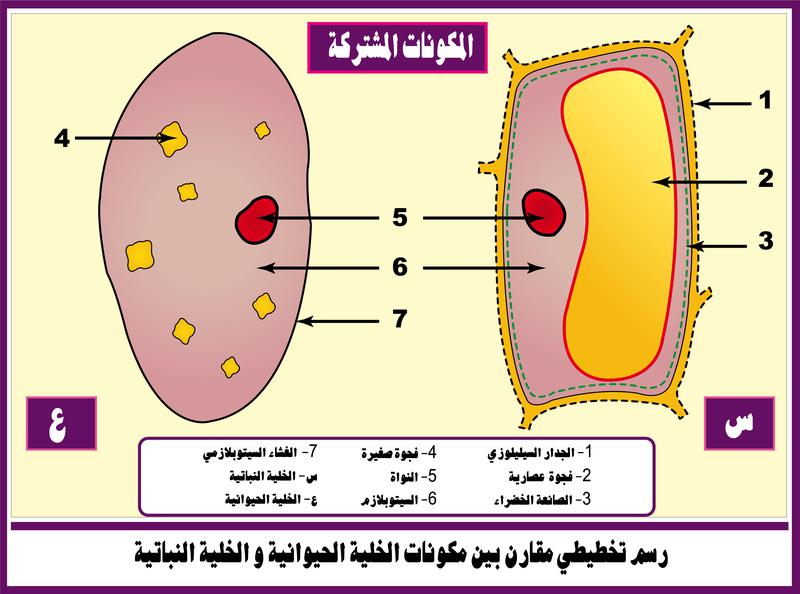 المكونات المشتركة
1
2
3
4
5
6
7
س
ع
1- الجدار السيليلوزي
2- فجوة عصارية
3- الصانعة الخضراء
4- فجوة صغيرة
5- النواة
6- السيتوبلازم
7- الغشاء السيتوبلازمي
س- الخلية النباتية
ع- الخلية الحيوانية
رسم تخطيطي مقارن بين مكونات الخلية الحيوانية و الخلية النباتية